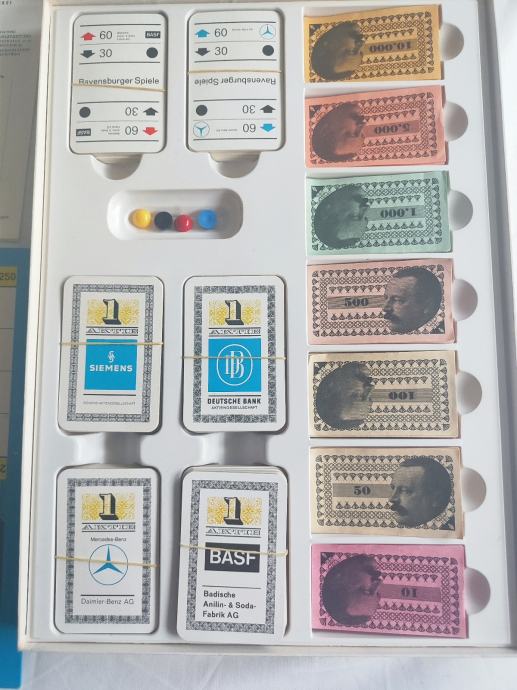 60
BASF
30
Ravensburger Spiele
30
60
BASF
60
30
Ravensburger Spiele
30
60
10.000
5.000
1.000
500
100
50
10
1
AKTIE
SIEMENS
1
AKTIE
DEUTSCHE BANK
AKTIENGESELLSCHAFT
1
AKTIE
Mercedes-Benz
Daimler-Benz AG
1
AKTIE
BASF
Badische
Anilin- & Soda-
Fabrik AG
250